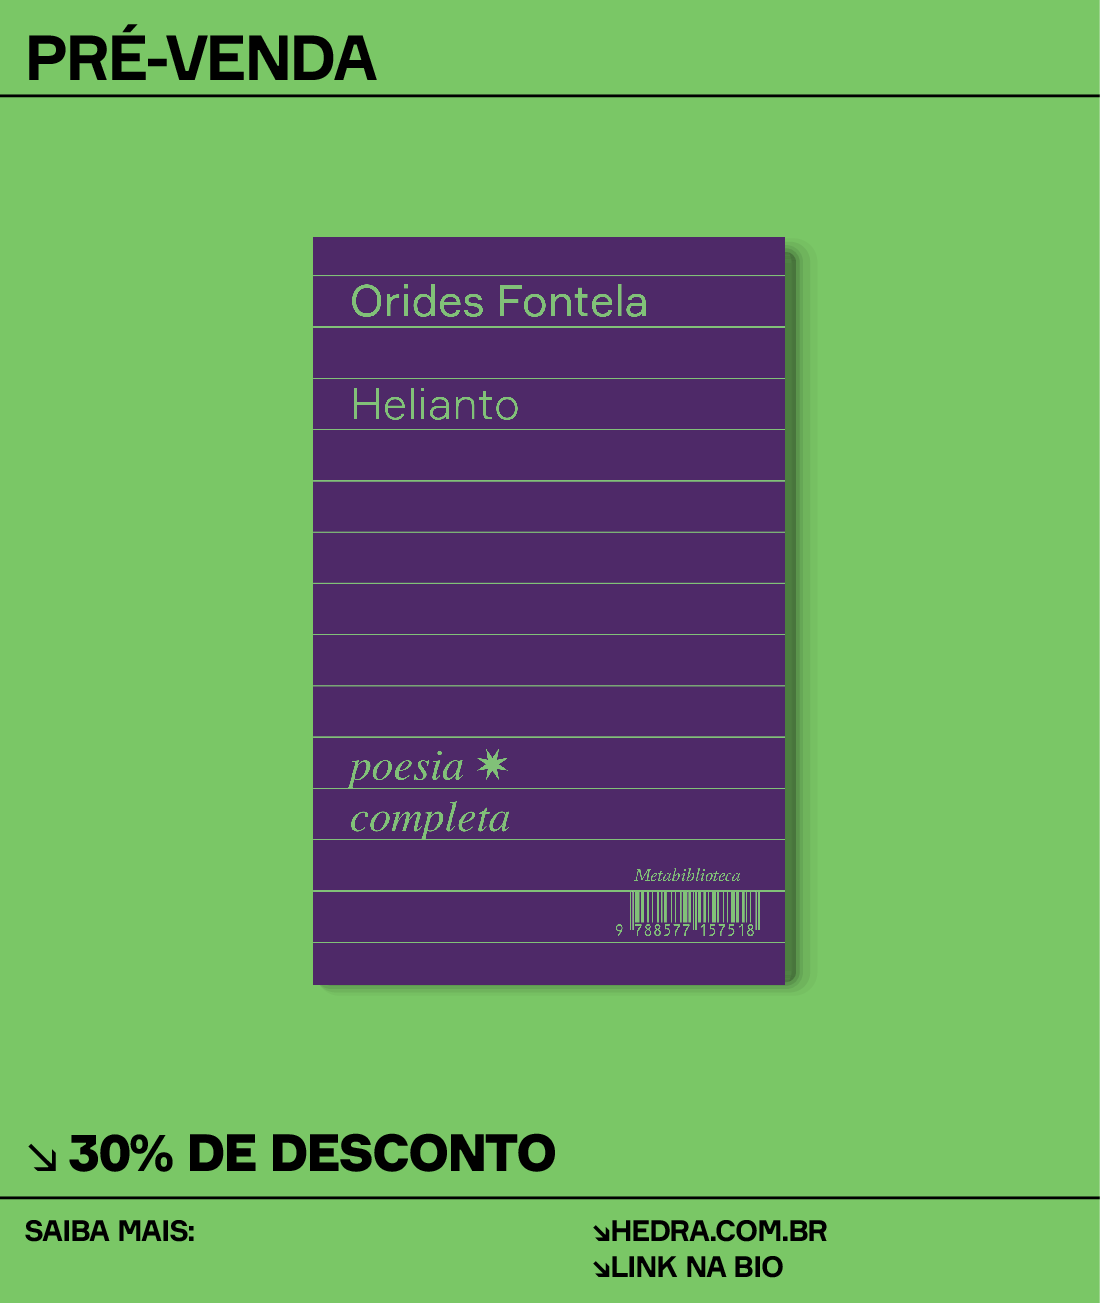 PRÉ-VENDA
Orides Fontela
Helianto
poesia ✷
completa
Metabiblioteca
9 788577 157518
↘ 30% DE DESCONTO
SAIBA MAIS:
↘HEDRA.COM.BR
↘LINK NA BIO